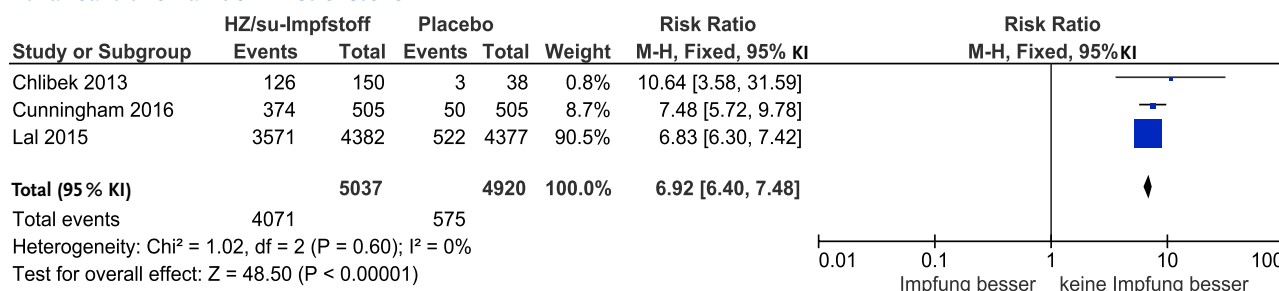 HZ/su-Impfstoff Placebo Risk Ratio Risk Ratio
Study or Subgroup Events Total Events Total Weight M-H, Fixed, 95% KI M-H, Fixed, 95% KI
Chlibek 2013 126 150 3 38 0.8% 10.64 [3.58, 31.59]
Cunningham 2016 374 505 50 505 8.7% 7.48 [5.72, 9.78]
Lal 2015 3571 4382 522 4377 90.5% 6.83 [6.30, 7.42]
Total (95 % KI) 5037 4920 100.0% 6.92 [6.40, 7.48]
Total events 4071 575
Heterogeneity: Chi² = 1.02, df = 2 (P = 0.60); I² = 0%
Test for overall effect: Z = 48.50 (P < 0.00001)
0.01 0.1 1 10 100
Impfung besser keine Impfung besser